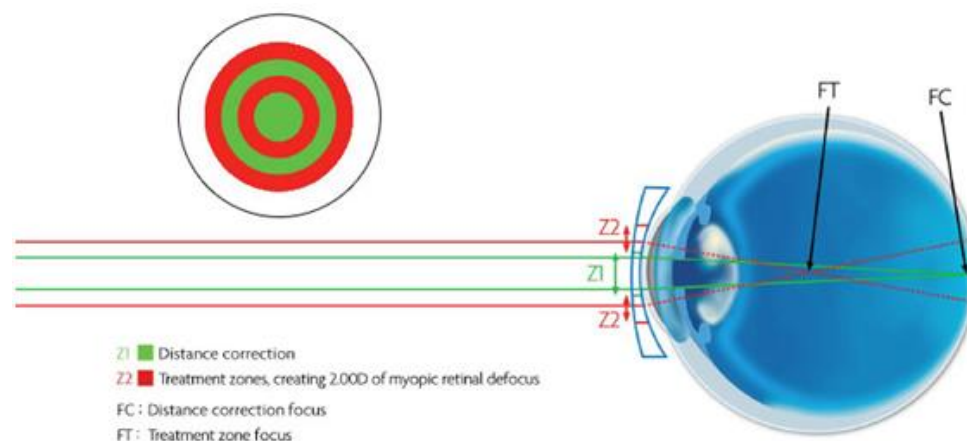 FT
FC
Z2
Z1
Z2
Z1 Distance correction
Z2 Treatment zones, creating 2.00D of myopic retinal defocus
FC : Distance correction focus
FT : Treatment zone focus